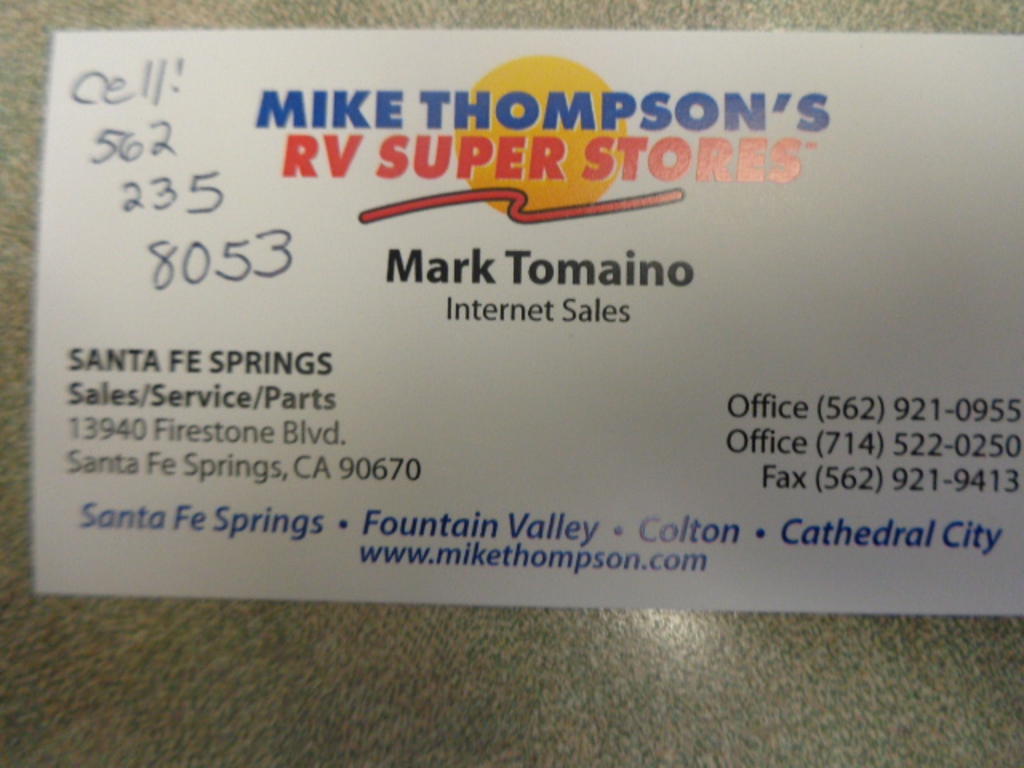 Cell!
562
235
8053
MIKE THOMPSON'S
RV SUPER STORES™
Mark Tomaino
Internet Sales
SANTA FE SPRINGS
Sales/Service/Parts
13940 Firestone Blvd.
Santa Fe Springs, CA 90670
Office (562) 921-0955
Office (714) 522-0250
Fax (562) 921-9413
Santa Fe Springs • Fountain Valley • Colton • Cathedral City
www.mikethompson.com